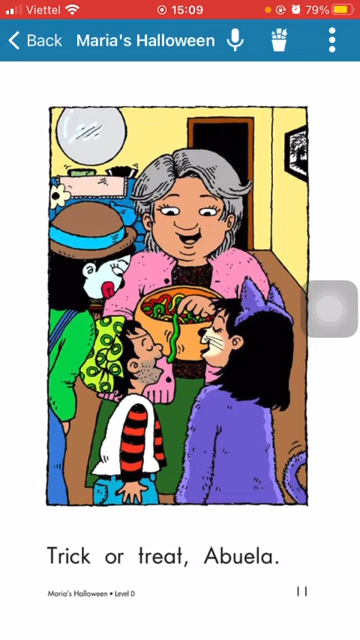 Viettel 15:09 79%
Back Maria's Halloween
Trick or treat, Abuela.
Maria's Halloween • Level D 11